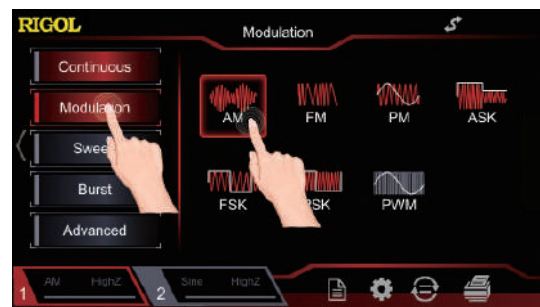 RIGOL
Modulation
Continuous
Modulation
Swee
Burst
Advanced
AM
FM
PM
ASK
FSK
PSK
PWM
1
AM HighZ
2
Sine HighZ